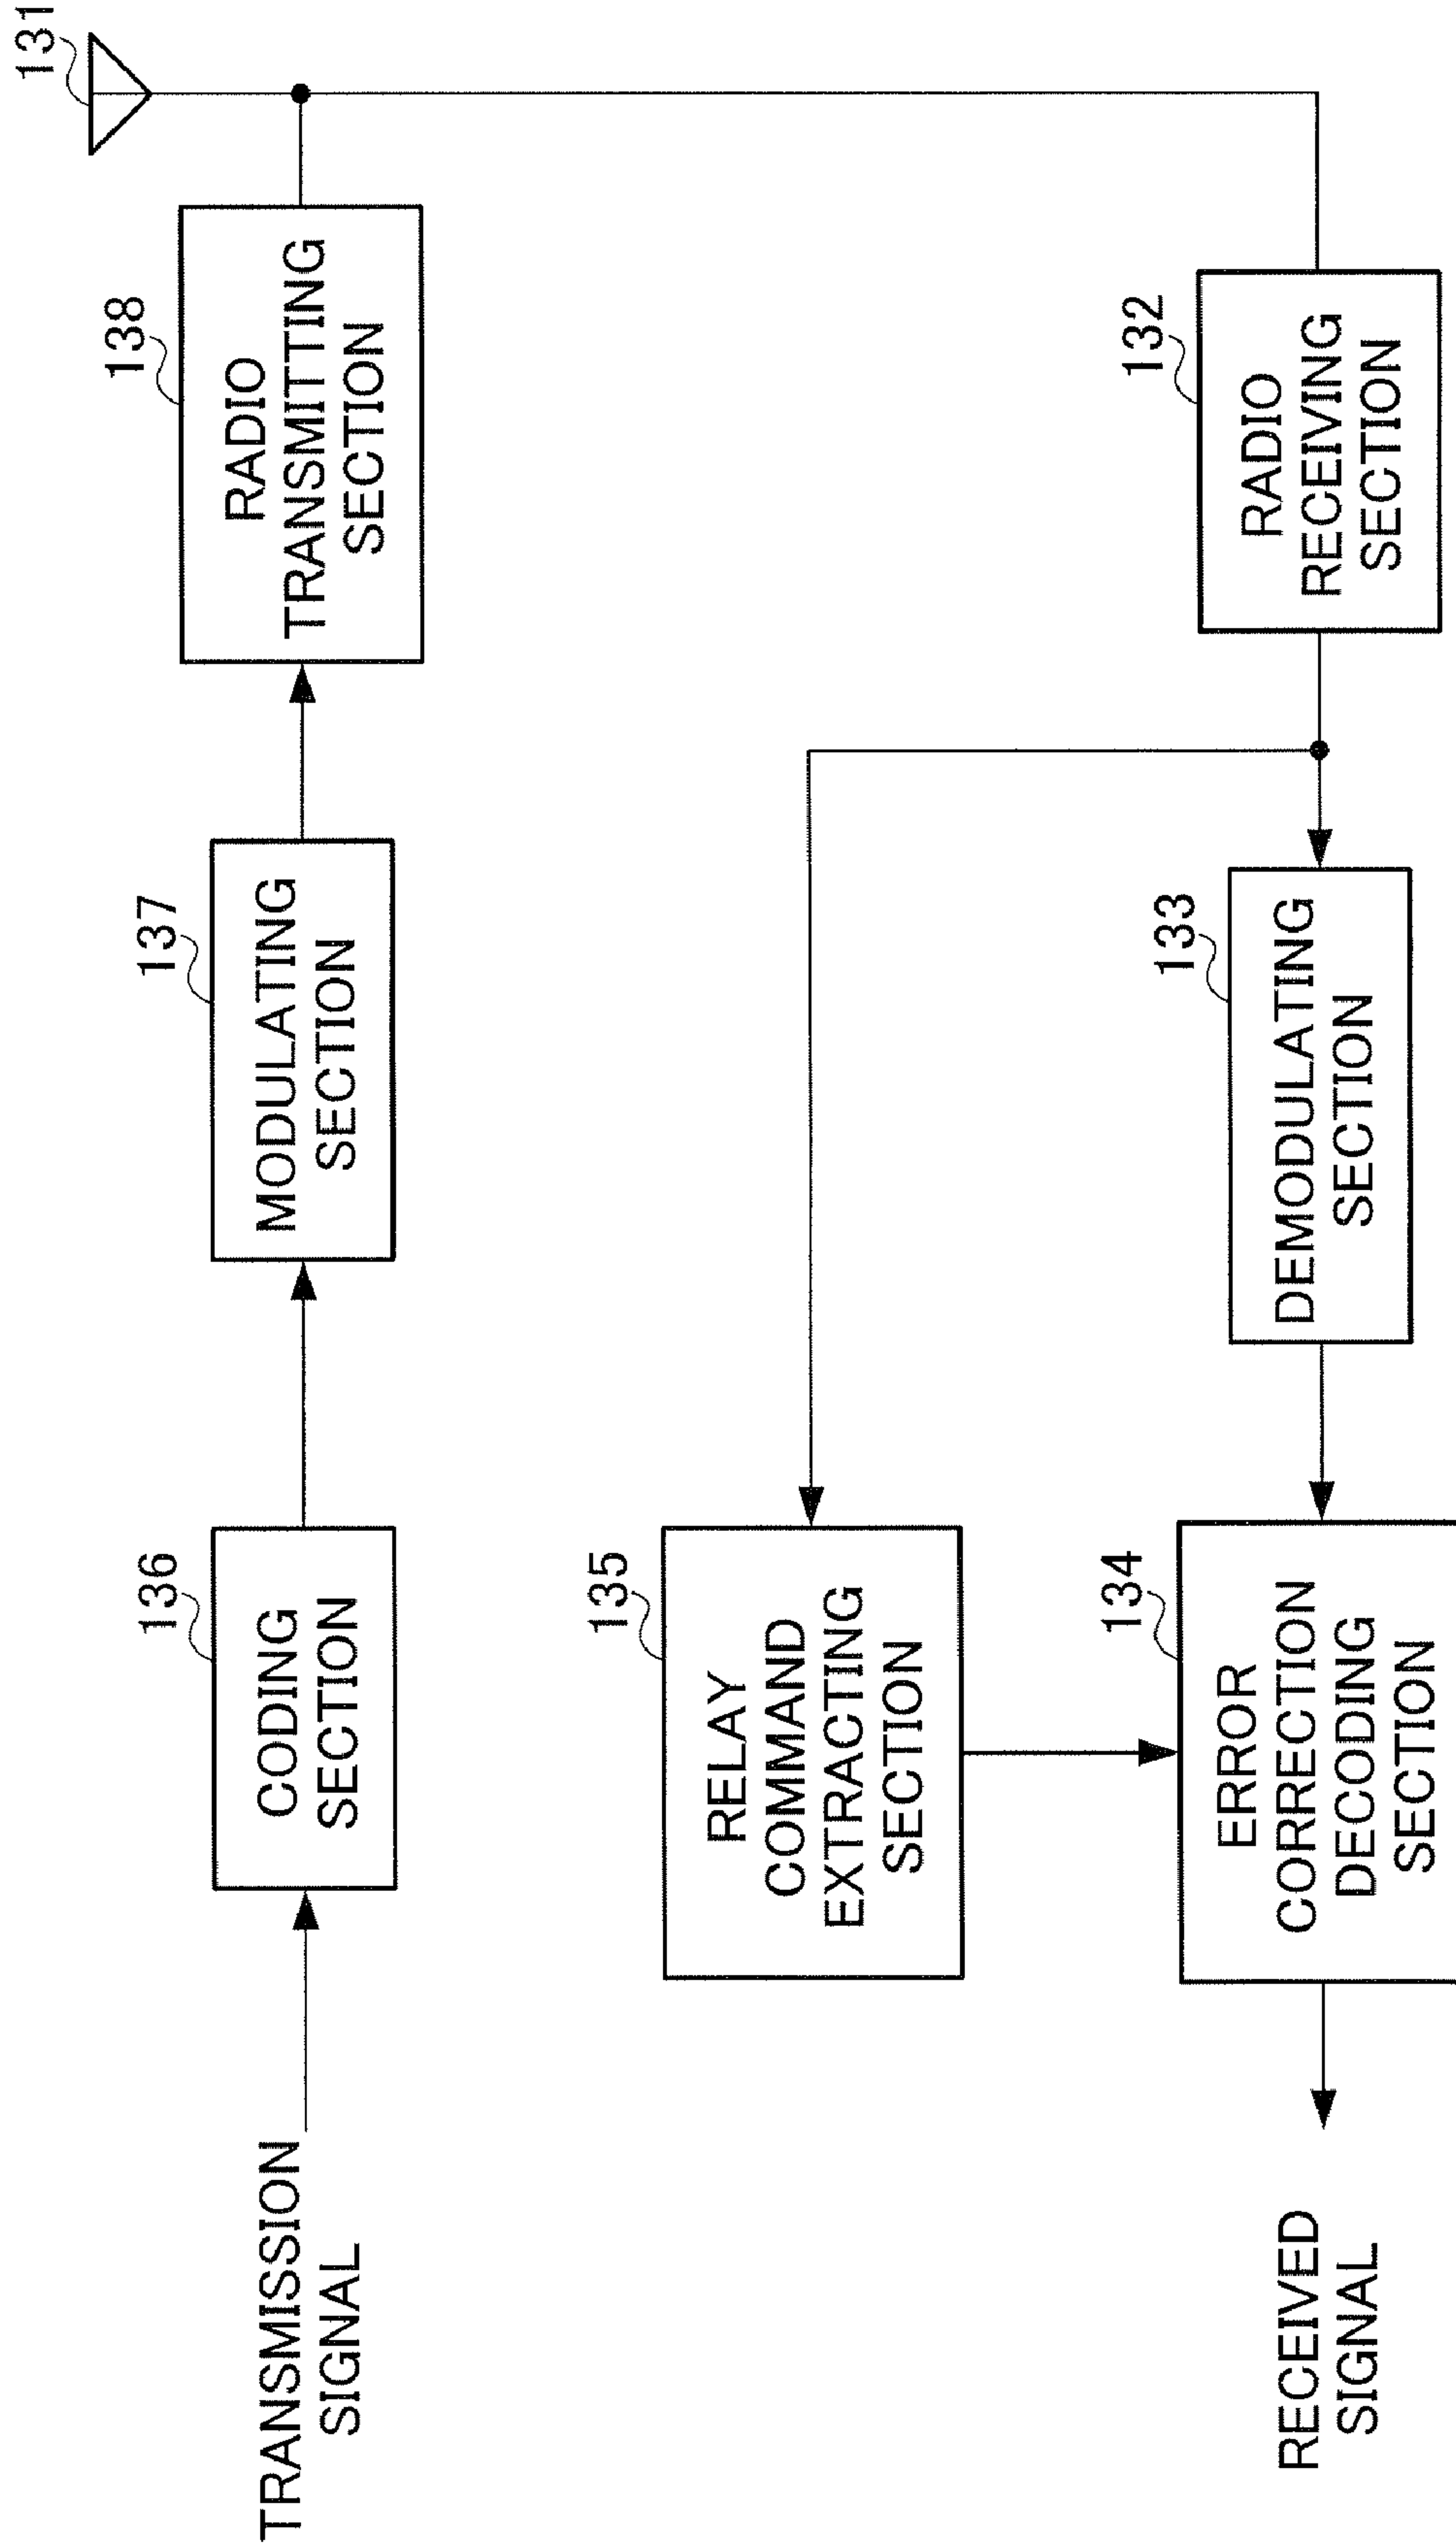 131
138
RADIO
TRANSMITTING
SECTION
137
MODULATING
SECTION
136
CODING
SECTION
TRANSMISSION
SIGNAL
132
RADIO
RECEIVING
SECTION
133
DEMODULATING
SECTION
135
RELAY
COMMAND
EXTRACTING
SECTION
134
ERROR
CORRECTION
DECODING
SECTION
RECEIVED
SIGNAL